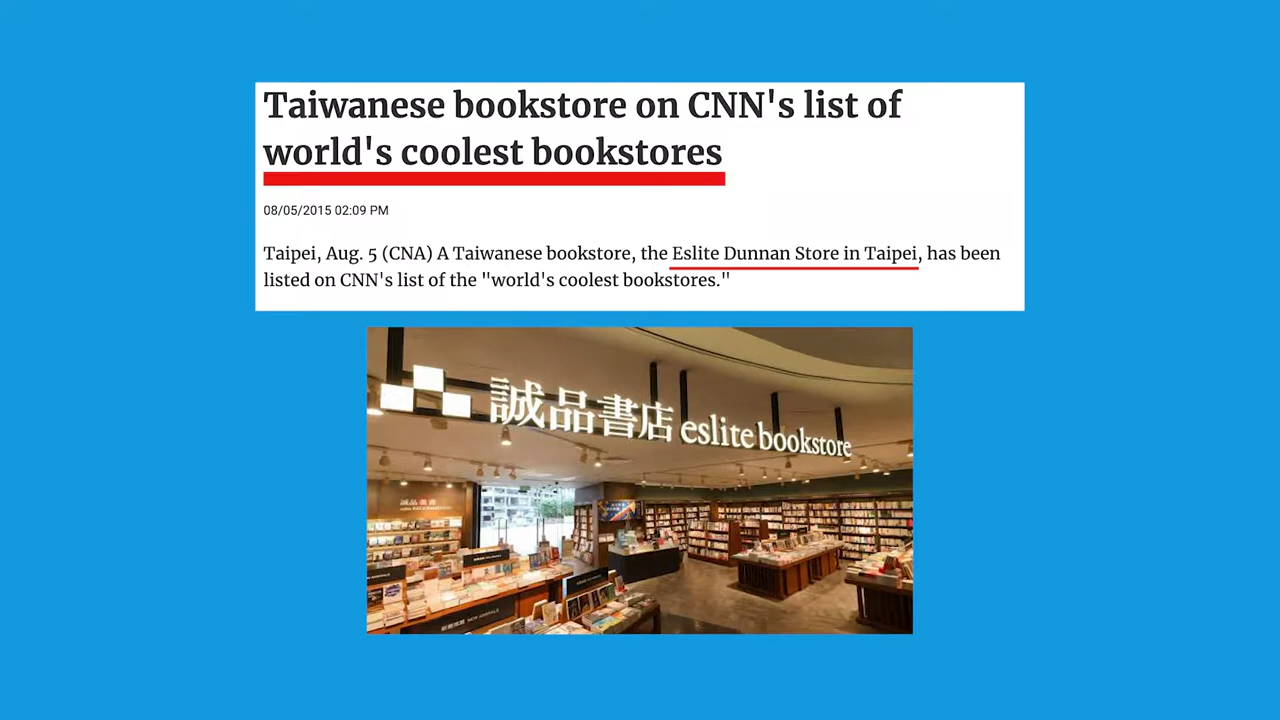 Taiwanese bookstore on CNN's list of
world's coolest bookstores
08/05/2015 02:09 PM
Taipei, Aug. 5 (CNA) A Taiwanese bookstore, the Eslite Dunnan Store in Taipei, has been
listed on CNN's list of the "world's coolest bookstores."
誠品書店 eslite bookstore
NEW ARRIVALS